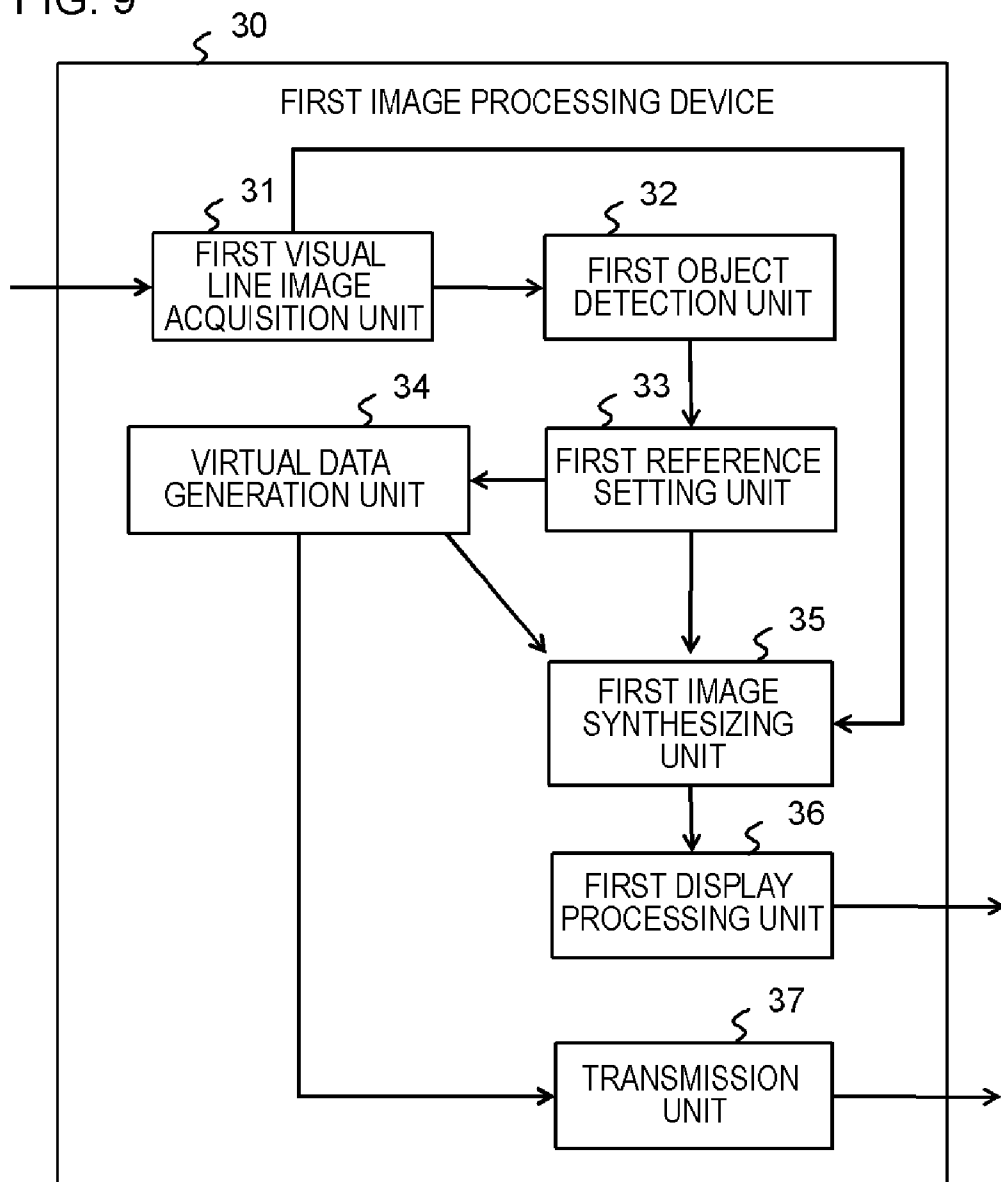 FIG. 9
30
FIRST IMAGE PROCESSING DEVICE
31
FIRST VISUAL
LINE IMAGE
ACQUISITION UNIT
32
FIRST OBJECT
DETECTION UNIT
34
VIRTUAL DATA
GENERATION UNIT
33
FIRST REFERENCE
SETTING UNIT
35
FIRST IMAGE
SYNTHESIZING
UNIT
36
FIRST DISPLAY
PROCESSING UNIT
37
TRANSMISSION
UNIT